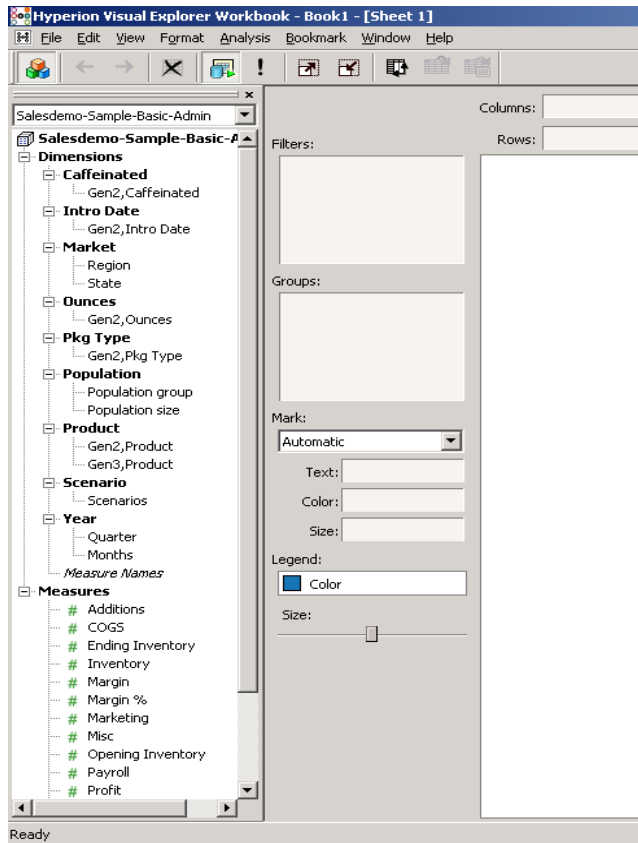 Hyperion Visual Explorer Workbook - Book1 - [Sheet 1]
File Edit View Format Analysis Bookmark Window Help
Salesdemo-Sample-Basic-Admin
Salesdemo-Sample-Basic-A
Dimensions
Caffeinated
Gen2,Caffeinated
Intro Date
Gen2,Intro Date
Market
Region
State
Ounces
Gen2,Ounces
Pkg Type
Gen2,Pkg Type
Population
Population group
Population size
Product
Gen2,Product
Gen3,Product
Scenario
Scenarios
Year
Quarter
Months
Measure Names
Measures
# Additions
# COGS
# Ending Inventory
# Inventory
# Margin
# Margin %
# Marketing
# Misc
# Opening Inventory
# Payroll
# Profit
Filters:
Groups:
Mark:
Automatic
Text:
Color:
Size:
Legend:
Color
Size:
Columns:
Rows:
Ready